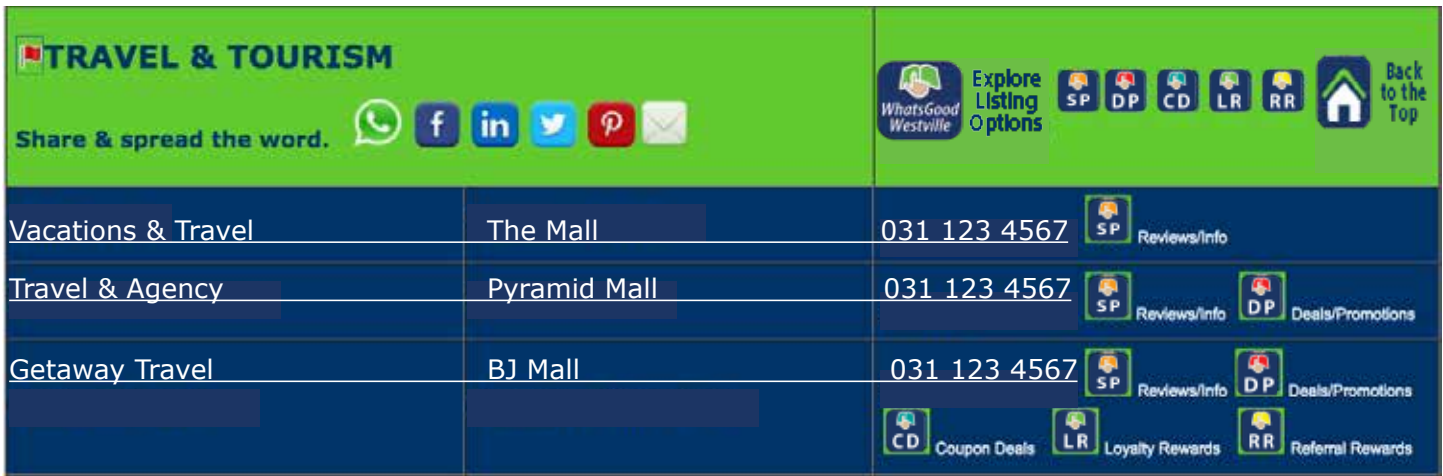 TRAVEL & TOURISM
Share & spread the word.
f in P
WhatsGood
Westville
Explore
Listing
Options
SP DP CD LR RR
Back
to the
Top
Vacations & Travel The Mall 031 123 4567 SP Reviews/Info
Travel & Agency Pyramid Mall 031 123 4567 SP Reviews/Info DP Deals/Promotions
Getaway Travel BJ Mall 031 123 4567 SP Reviews/Info DP Deals/Promotions
CD Coupon Deals LR Loyalty Rewards RR Referral Rewards